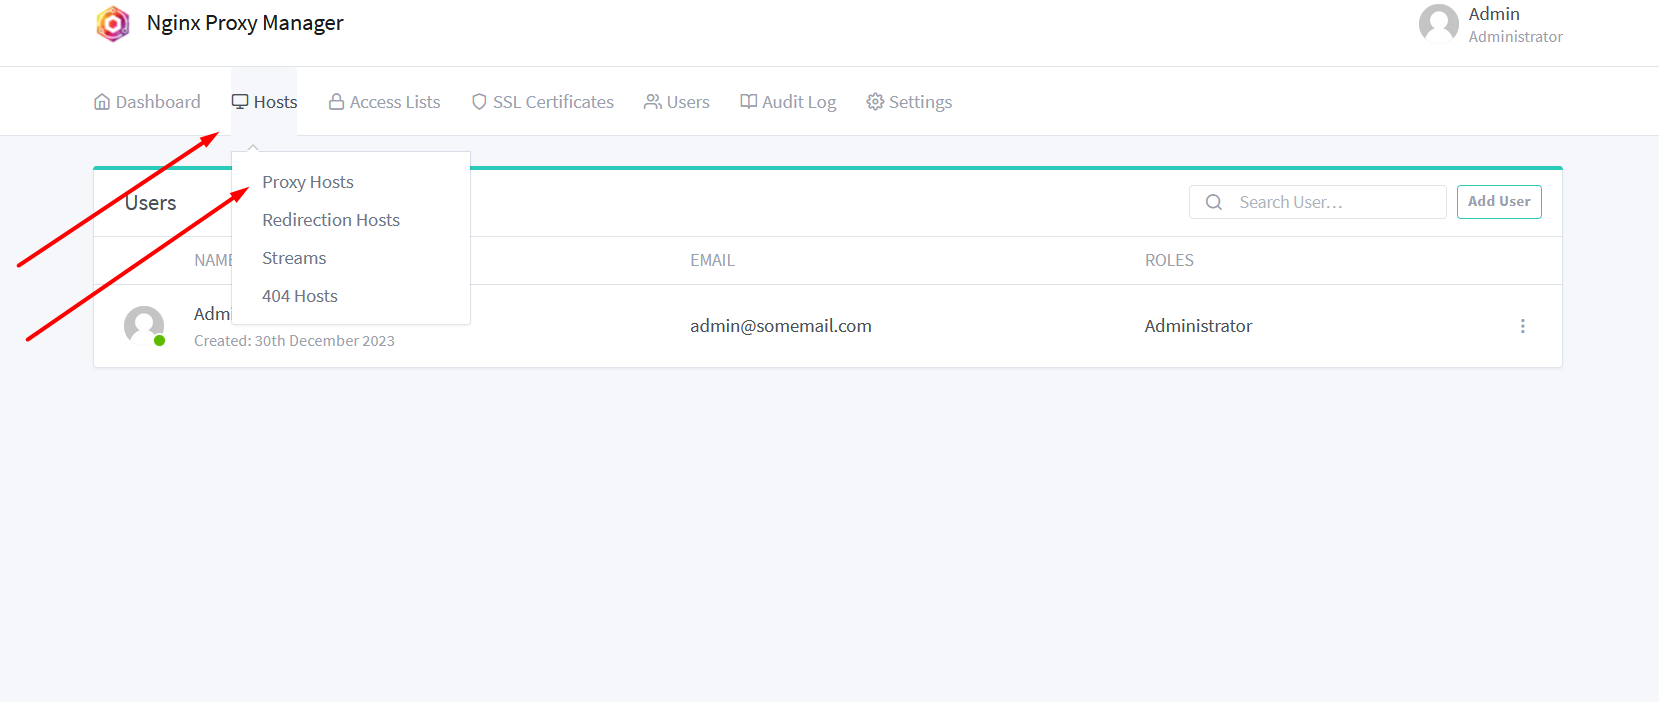 Nginx Proxy Manager
Admin
Administrator
Dashboard
Hosts
Access Lists
SSL Certificates
Users
Audit Log
Settings
Proxy Hosts
Redirection Hosts
Streams
404 Hosts
Users
Search User...
Add User
NAME
EMAIL
ROLES
Admi
Created: 30th December 2023
admin@somemail.com
Administrator